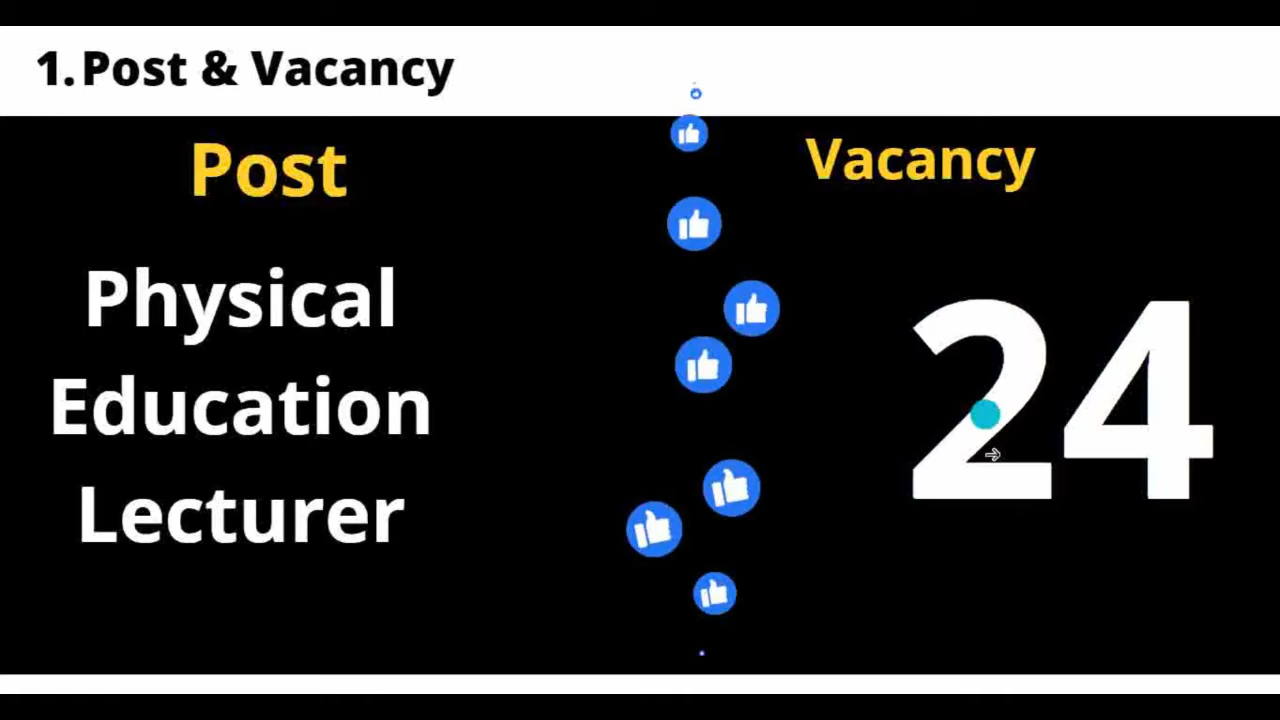 1. Post & Vacancy
Post
Vacancy
Physical
Education
Lecturer
24